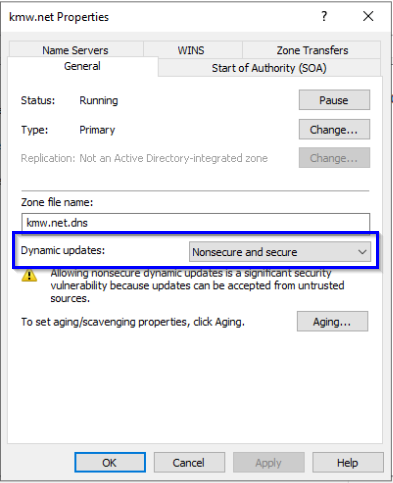 kmw.net Properties
?
Name Servers
WINS
Zone Transfers
General
Start of Authority (SOA)
Status:
Running
Pause
Type:
Primary
Change...
Replication: Not an Active Directory-integrated zone
Change...
Zone file name:
kmw.net.dns
Dynamic updates:
Nonsecure and secure
Allowing nonsecure dynamic updates is a significant security
vulnerability because updates can be accepted from untrusted
sources.
To set aging/scavenging properties, click Aging.
Aging...
OK
Cancel
Apply
Help